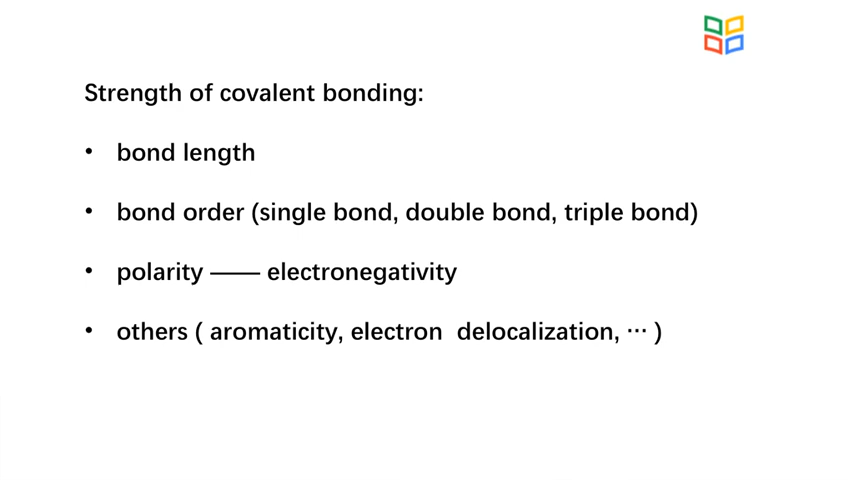 Strength of covalent bonding:
• bond length
• bond order (single bond, double bond, triple bond)
• polarity —— electronegativity
• others ( aromaticity, electron  delocalization, ⋯ )